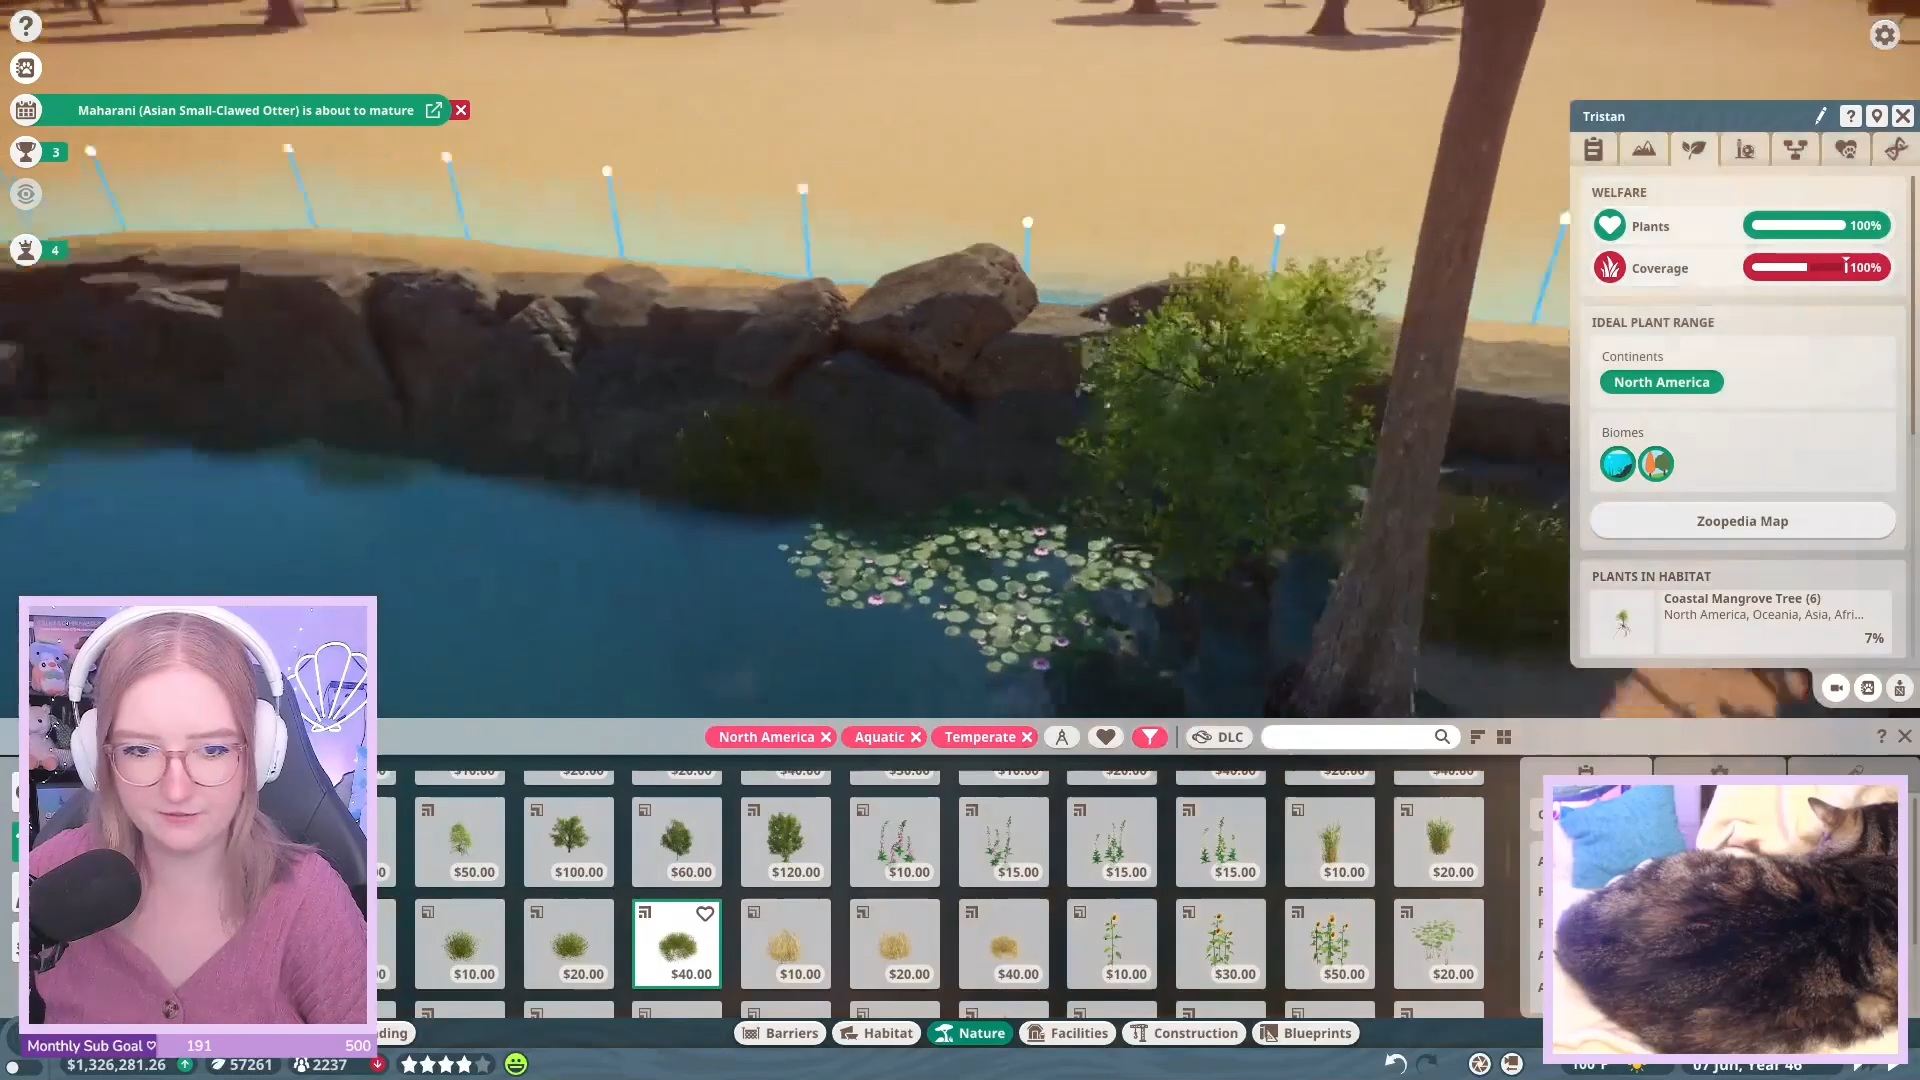 Maharani (Asian Small-Clawed Otter) is about to mature
3
4
Tristan
WELFARE
Plants 100%
Coverage 100%
IDEAL PLANT RANGE
Continents
North America
Biomes
Zoopedia Map
PLANTS IN HABITAT
Coastal Mangrove Tree (6)
North America, Oceania, Asia, Afri...
7%
North America Aquatic Temperate DLC
$50.00 $100.00 $60.00 $120.00 $10.00 $15.00 $15.00 $15.00 $10.00 $20.00
$10.00 $20.00 $40.00 $10.00 $20.00 $40.00 $10.00 $30.00 $50.00 $20.00
Barriers Habitat Nature Facilities Construction Blueprints
Monthly Sub Goal ♡ 191 500
$1,326,281.26 57261 2237
07 Jun, Year 46